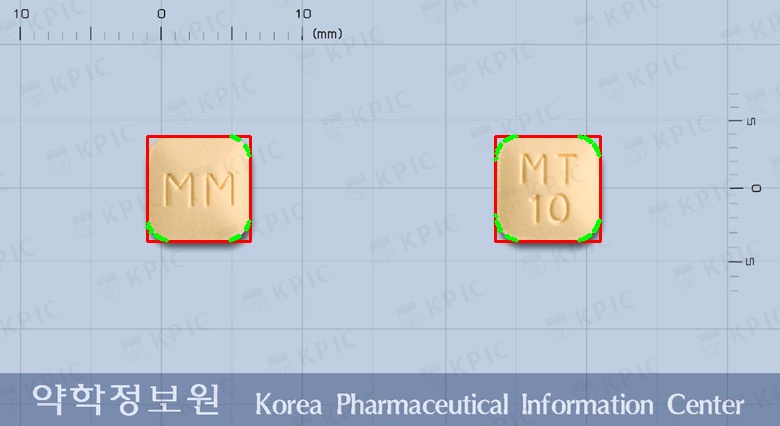 10 0 10
(mm)
KPIC
5
0
5
MM
MT
10
약학정보원 Korea Pharmaceutical Information Center